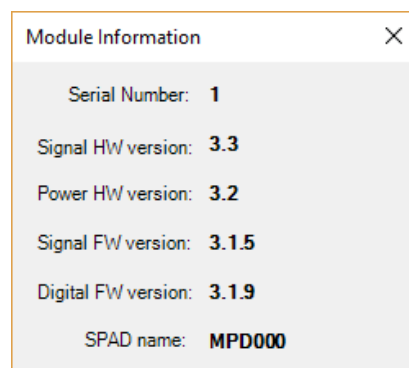 Module Information
Serial Number: 1
Signal HW version: 3.3
Power HW version: 3.2
Signal FW version: 3.1.5
Digital FW version: 3.1.9
SPAD name: MPD000